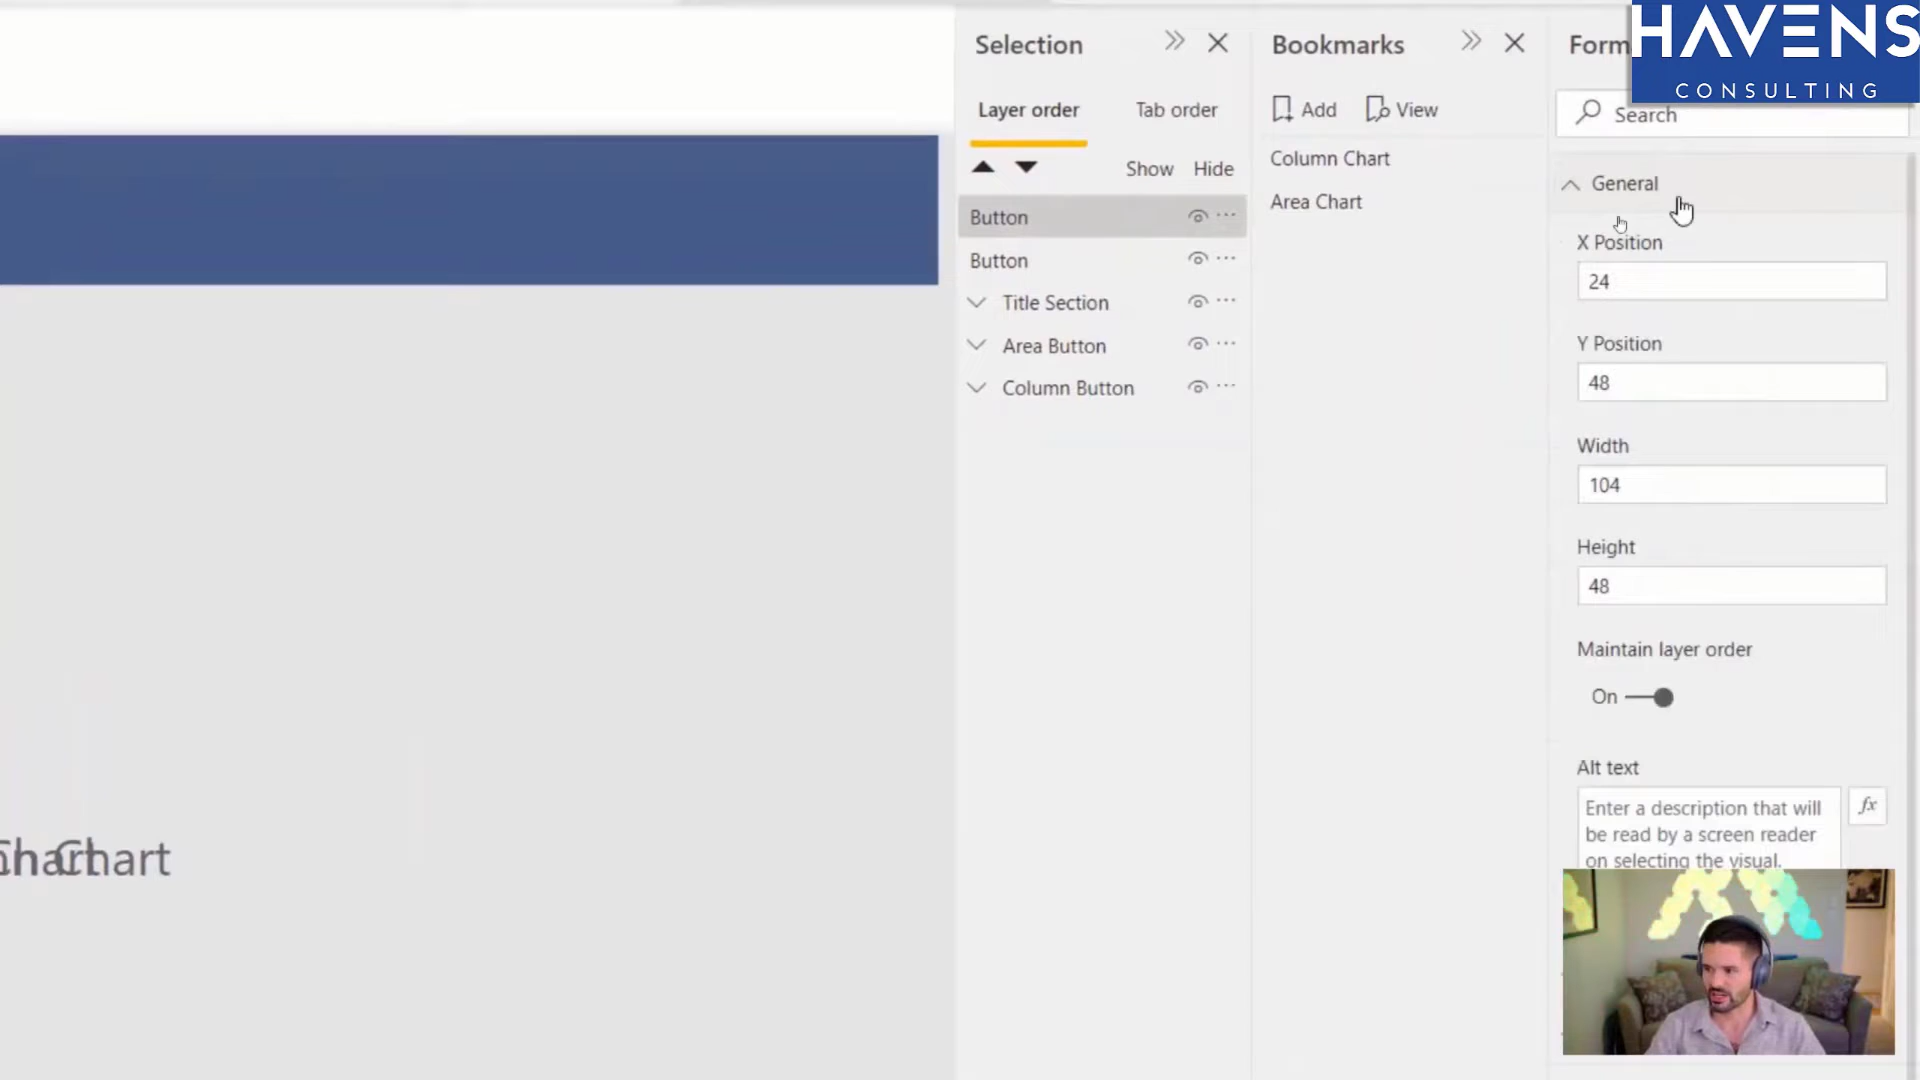 HAVENS
CONSULTING
Selection
Layer order
Tab order
Show
Hide
Button
Button
Title Section
Area Button
Column Button
Bookmarks
Add
View
Column Chart
Area Chart
Form
Search
General
X Position
24
Y Position
48
Width
104
Height
48
Maintain layer order
On
Alt text
Enter a description that will
be read by a screen reader
on selecting the visual.
fx
Chart